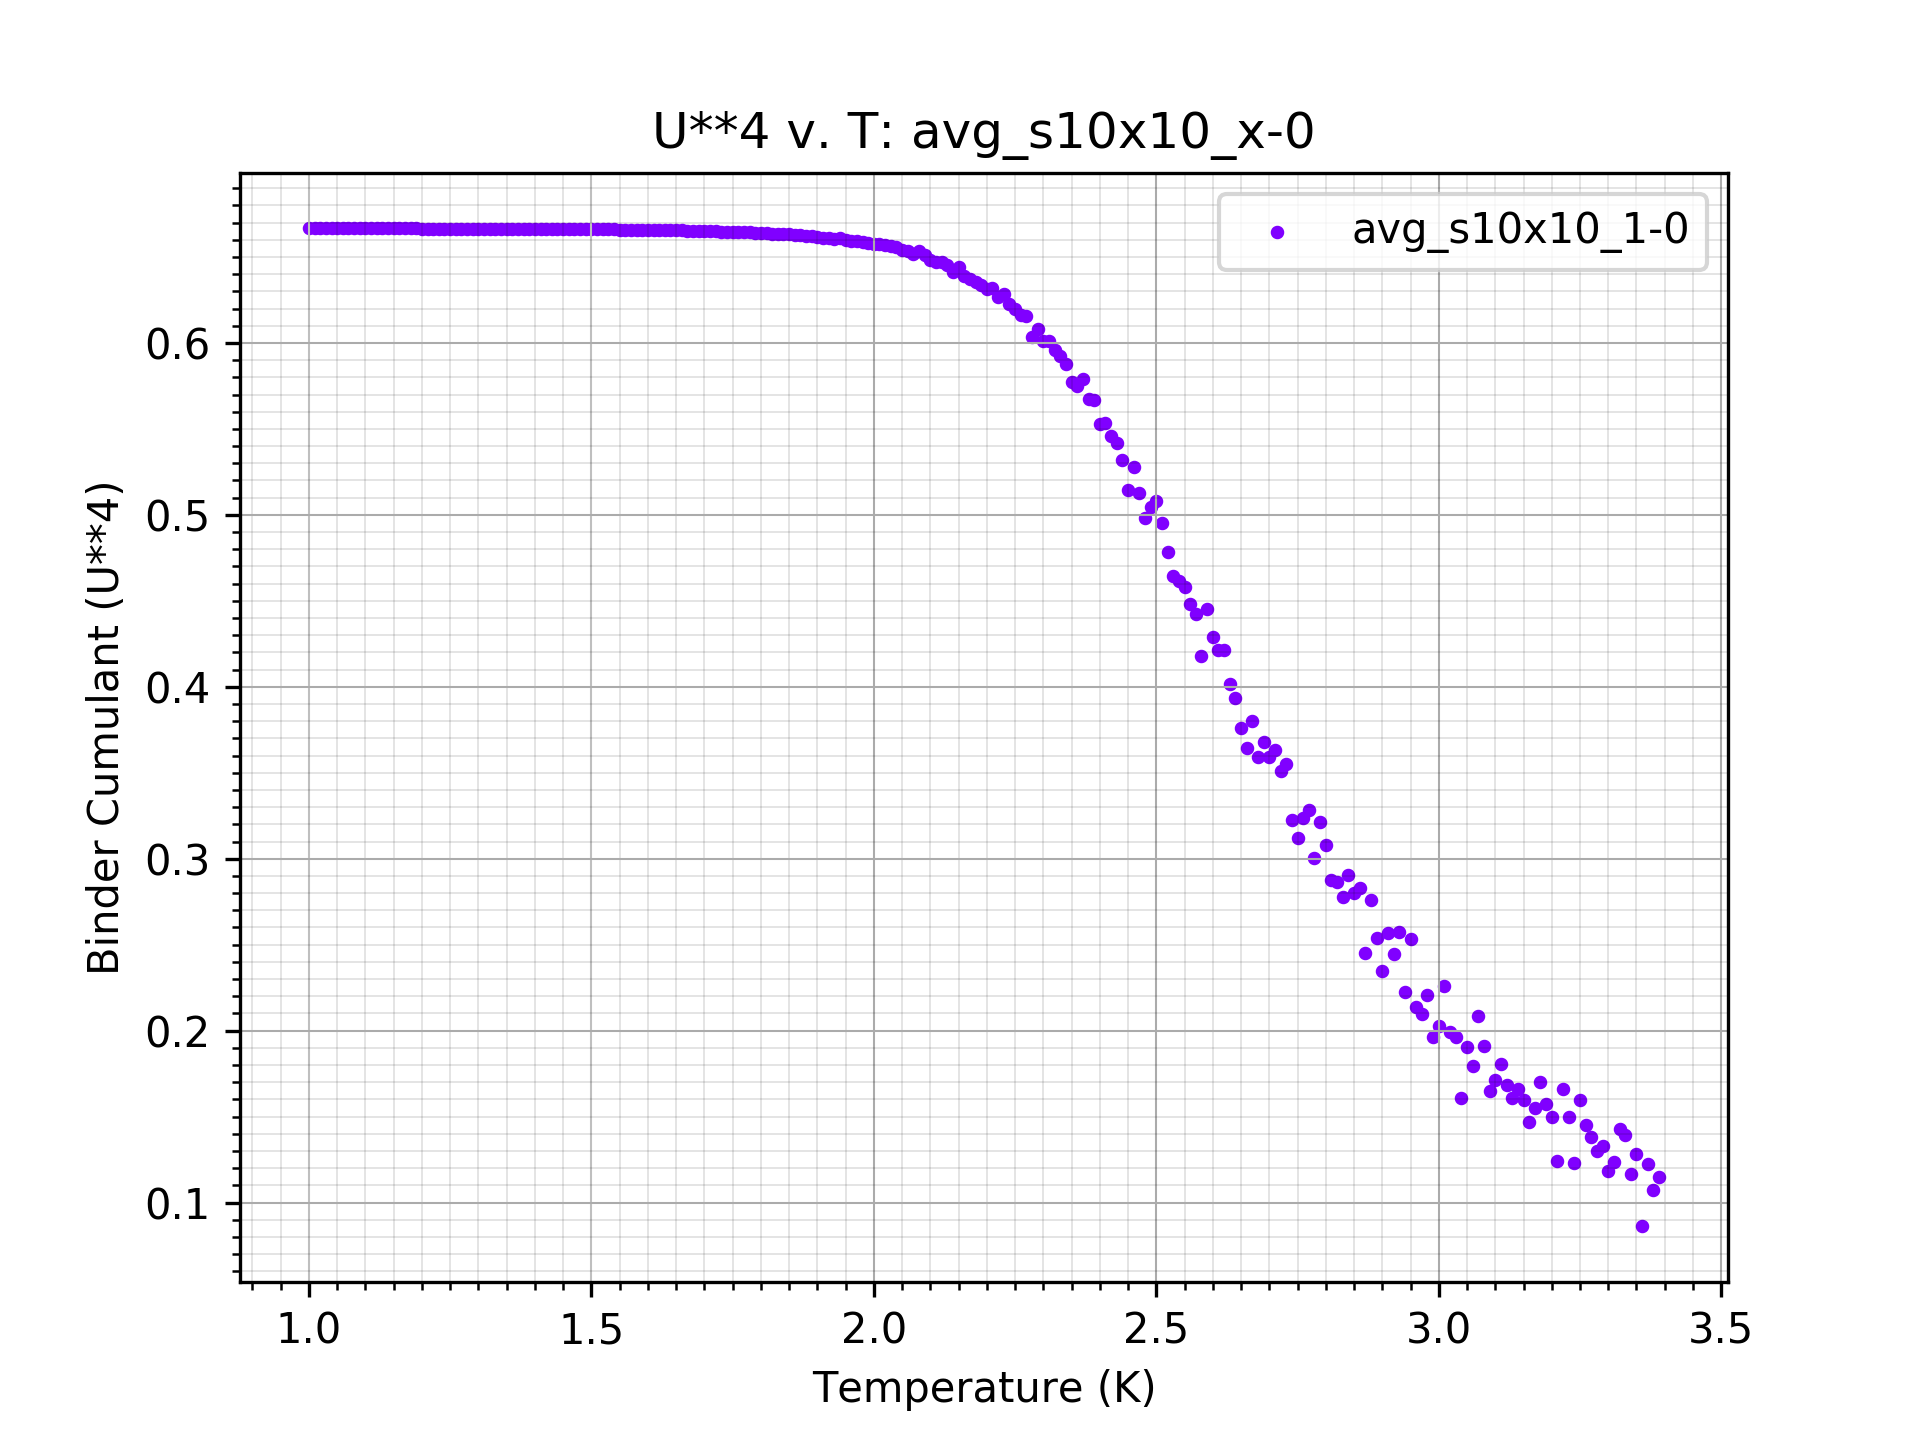 U**4 v. T: avg_s10x10_x-0
avg_s10x10_1-0
Binder Cumulant (U**4)
0.6
0.5
0.4
0.3
0.2
0.1
1.0 1.5 2.0 2.5 3.0 3.5
Temperature (K)